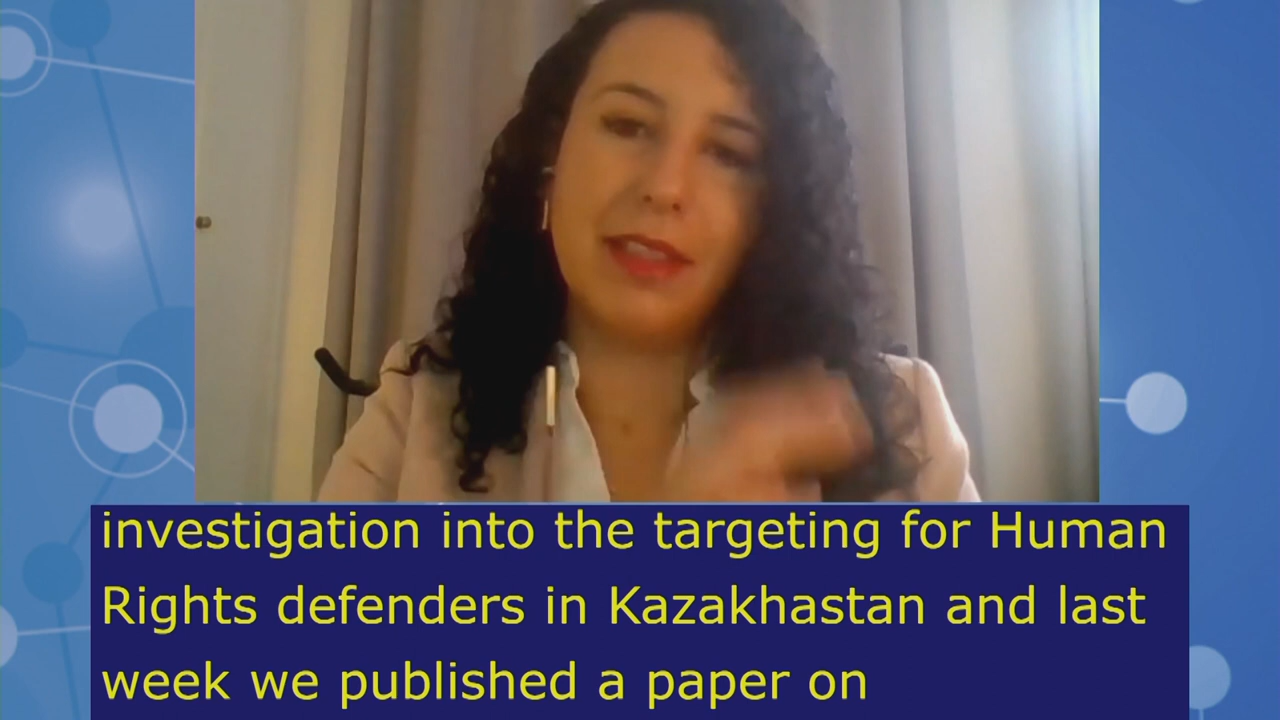 investigation into the targeting for Human
Rights defenders in Kazakhastan and last
week we published a paper on